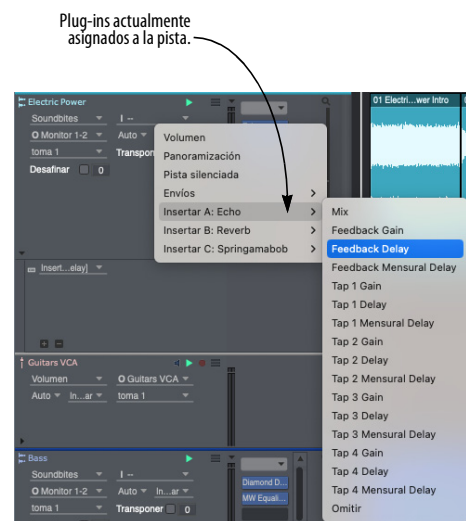 Plug-ins actualmente
asignados a la pista.
Electric Power
01 Electri...wer Intro
Soundbites
I --
O Monitor 1-2
Auto
toma 1
Transpon
Desafinar
0
Volumen
Panoramización
Pista silenciada
Envíos
Insertar A: Echo
Insertar B: Reverb
Insertar C: Springamabob
Mix
Feedback Gain
Feedback Delay
Feedback Mensural Delay
Tap 1 Gain
Tap 1 Delay
Tap 1 Mensural Delay
Tap 2 Gain
Tap 2 Delay
Tap 2 Mensural Delay
Tap 3 Gain
Tap 3 Delay
Tap 3 Mensural Delay
Tap 4 Gain
Tap 4 Delay
Tap 4 Mensural Delay
Omitir
Insert...elay]
Guitars VCA
Volumen
O Guitars VCA
Auto
In...ar
toma 1
Bass
Soundbites
I --
Diamond D...
O Monitor 1-2
Auto
In...ar
MW Equali...
toma 1
Transponer
0